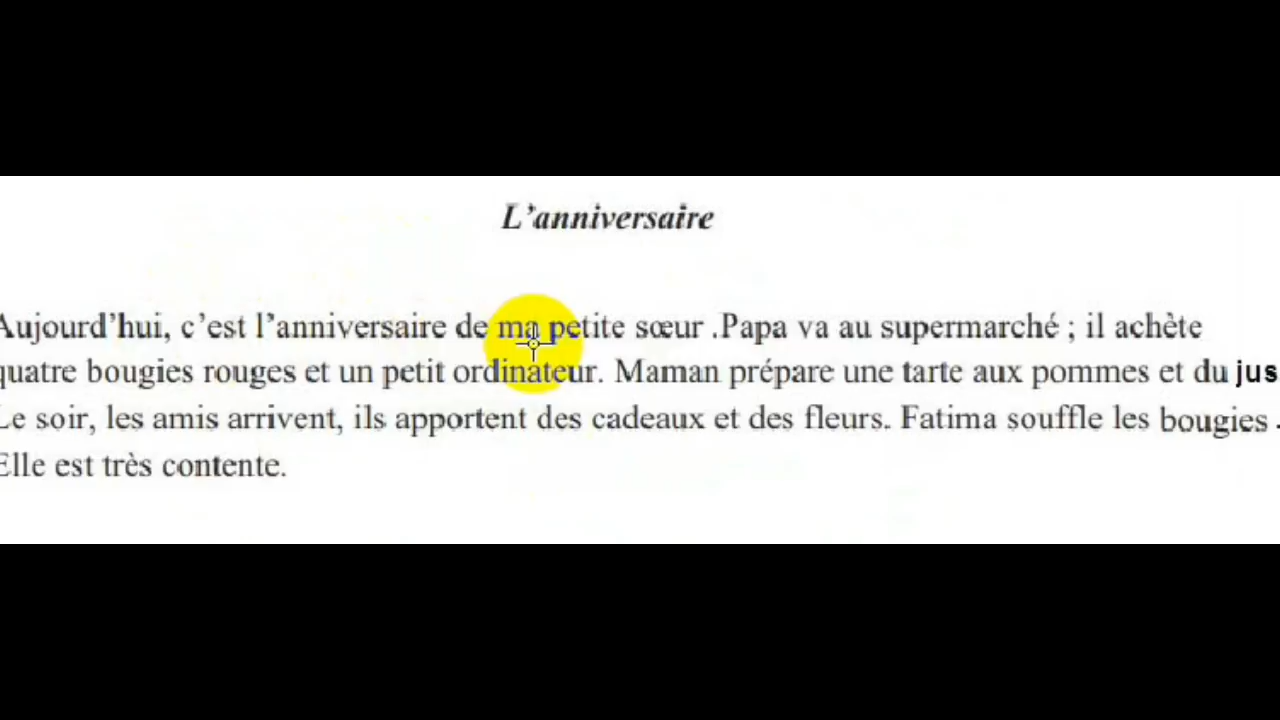 L'anniversaire
Aujourd'hui, c'est l'anniversaire de ma petite sœur .Papa va au supermarché ; il achète
quatre bougies rouges et un petit ordinateur. Maman prépare une tarte aux pommes et du jus
Le soir, les amis arrivent, ils apportent des cadeaux et des fleurs. Fatima souffle les bougies .
Elle est très contente.